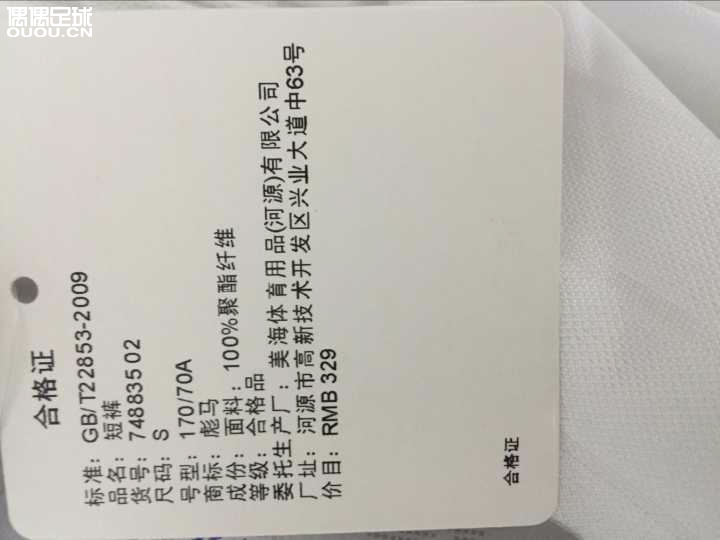 偶偶足球
OUOU.CN
合格证
标准：GB/T22853-2009
品名：短裤
货号：74883502
尺码：S
号型：170/70A
商标：彪马
成份：面料：100%聚酯纤维
等级：合格品
委托生产厂：美海体育用品(河源)有限公司
厂址：河源市高新技术开发区兴业大道中63号
价目：RMB 329
合格证